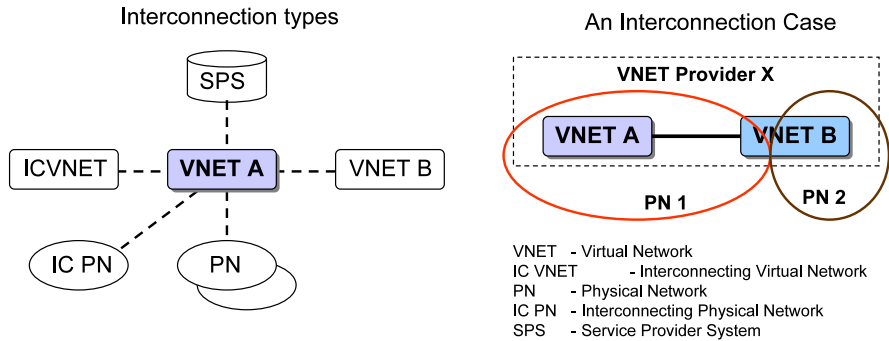 Interconnection types
SPS
ICVNET
VNET A
VNET B
IC PN
PN
An Interconnection Case
VNET Provider X
VNET A
VNET B
PN 1
PN 2
VNET - Virtual Network
IC VNET - Interconnecting Virtual Network
PN - Physical Network
IC PN - Interconnecting Physical Network
SPS - Service Provider System